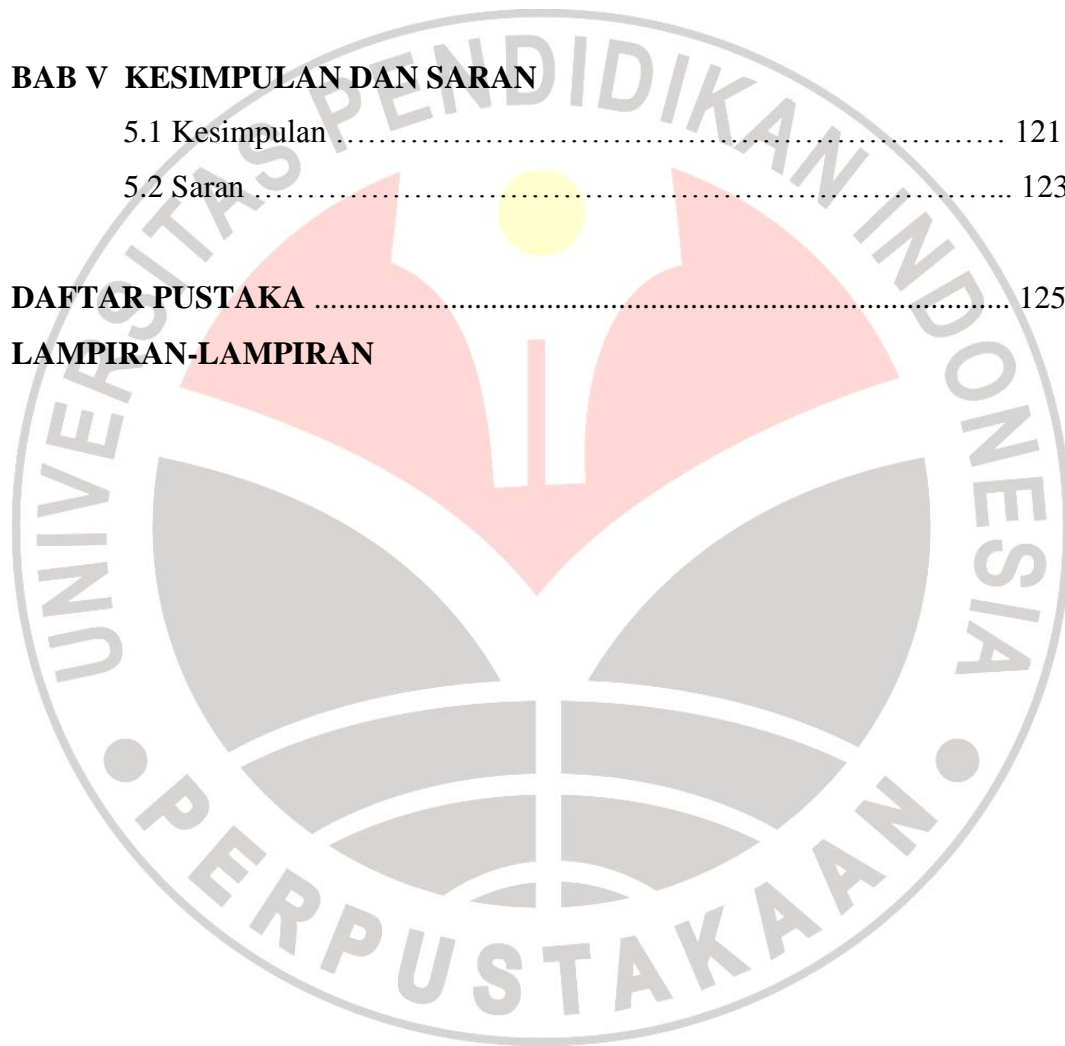 BAB V KESIMPULAN DAN SARAN
5.1 Kesimpulan ……………………………………………………………… 121
5.2 Saran ……………………………………………………………………... 123
DAFTAR PUSTAKA ........................................................................................ 125
LAMPIRAN-LAMPIRAN
UNIVERSITAS PENDIDIKAN INDONESIA
PERPUSTAKAAN